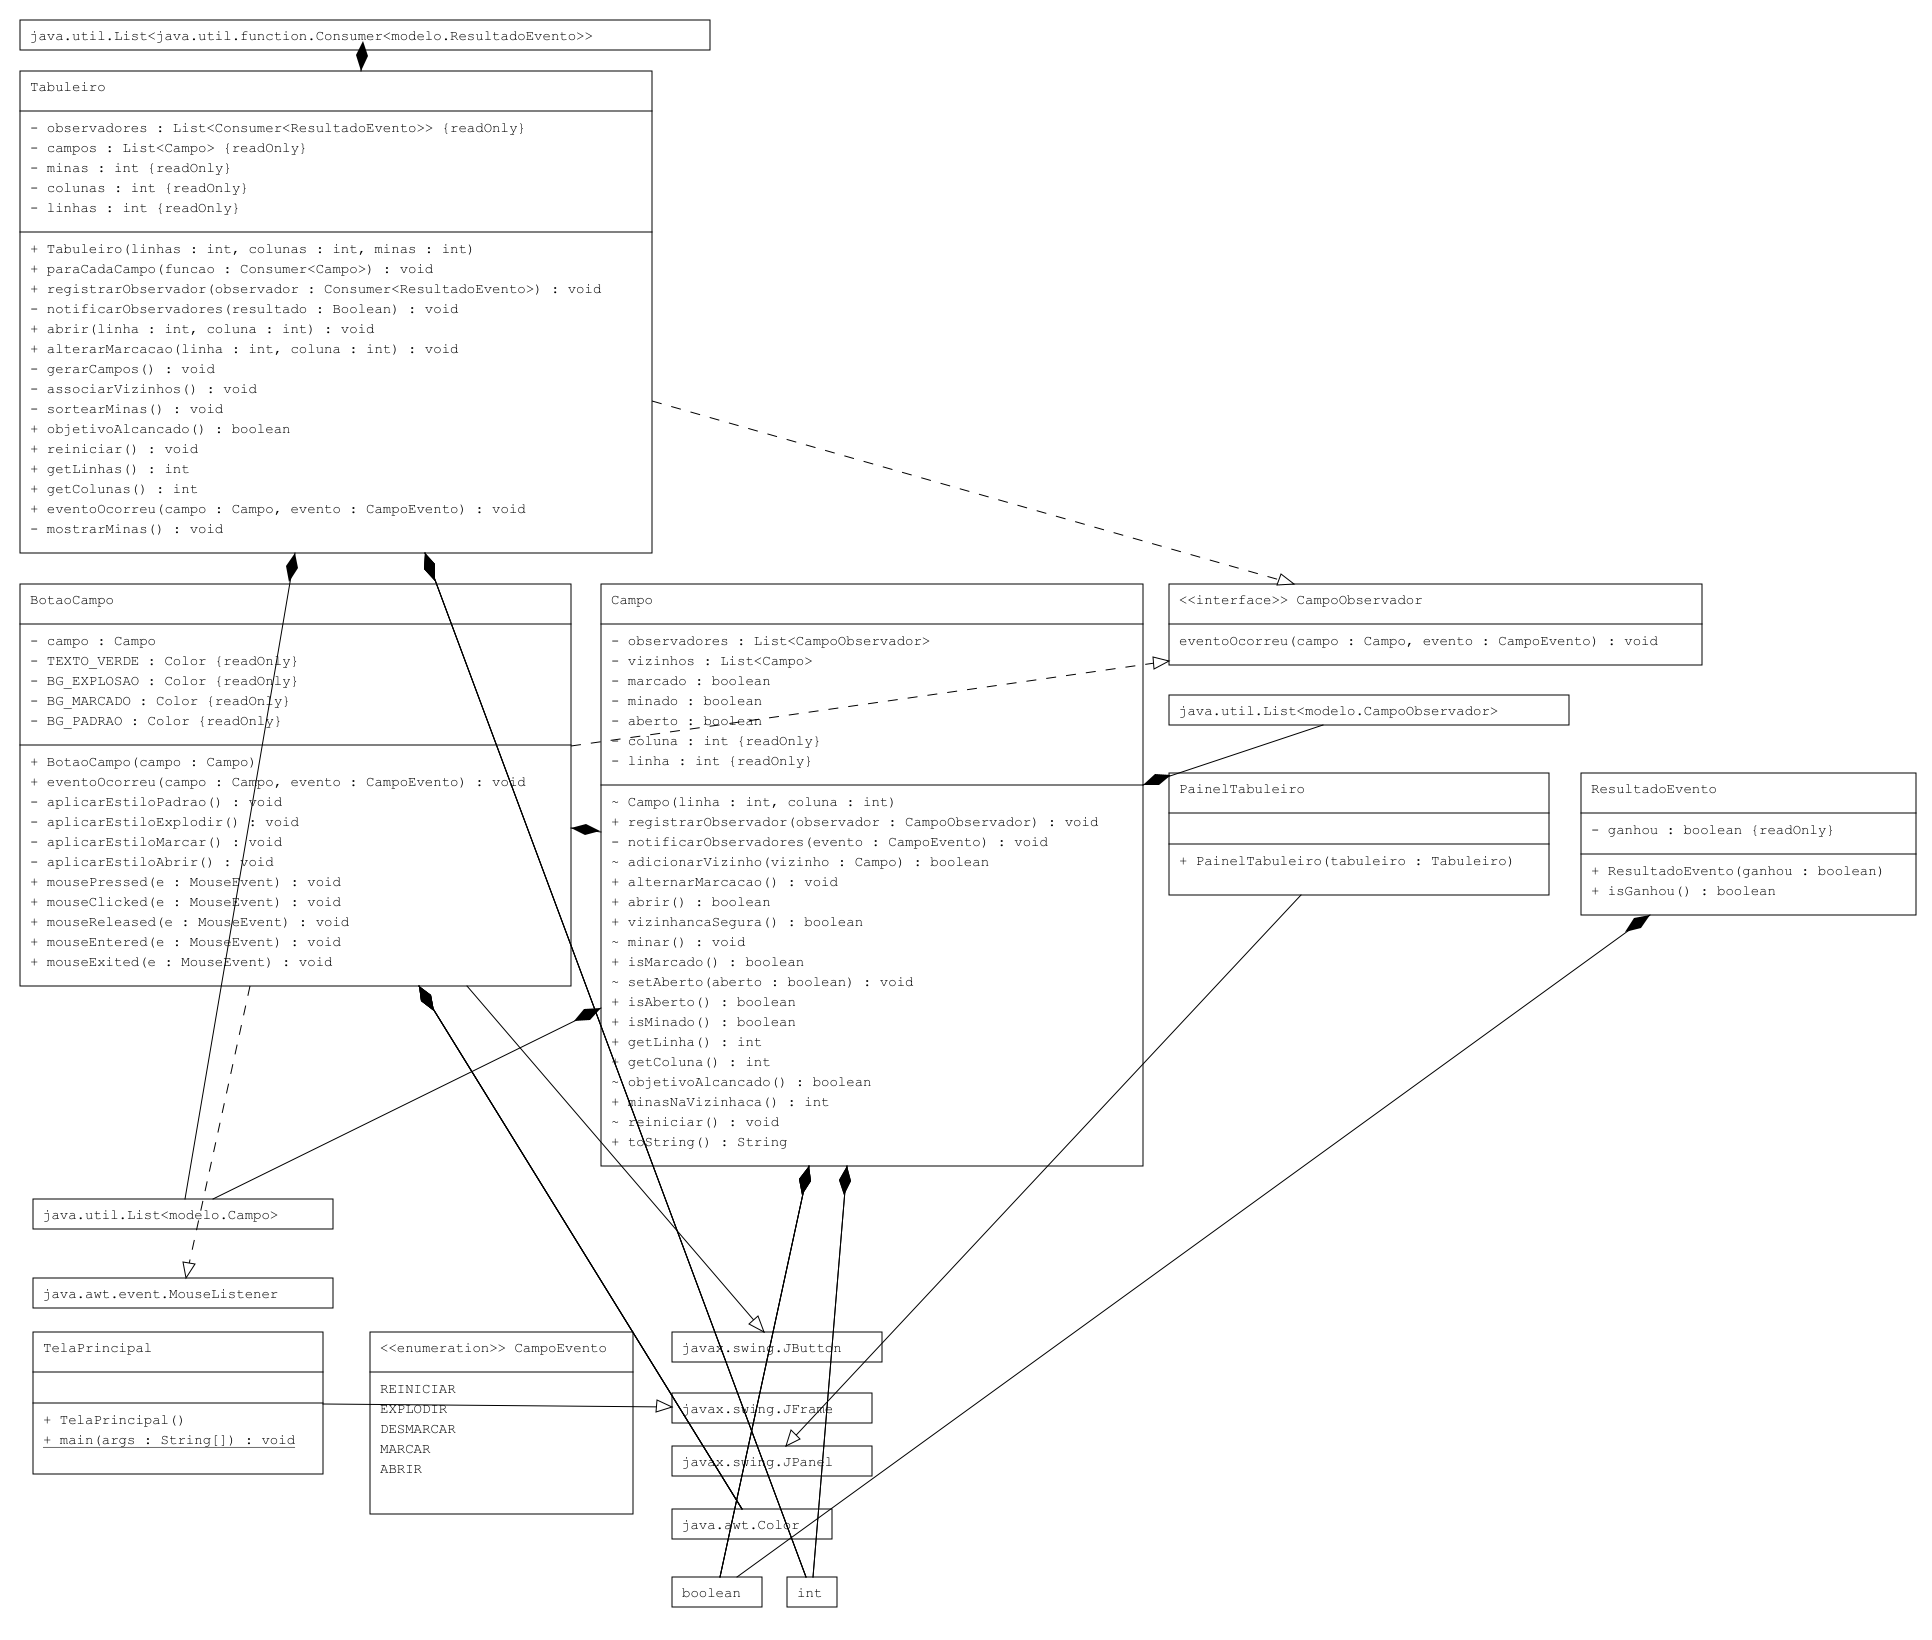 java.util.List<java.util.function.Consumer<modelo.ResultadoEvento>>
Tabuleiro
- observadores : List<Consumer<ResultadoEvento>> {readOnly}
- campos : List<Campo> {readOnly}
- minas : int {readOnly}
- colunas : int {readOnly}
- linhas : int {readOnly}
+ Tabuleiro(linhas : int, colunas : int, minas : int)
+ paraCadaCampo(funcao : Consumer<Campo>) : void
+ registrarObservador(observador : Consumer<ResultadoEvento>) : void
- notificarObservadores(resultado : Boolean) : void
+ abrir(linha : int, coluna : int) : void
+ alterarMarcacao(linha : int, coluna : int) : void
- gerarCampos() : void
- associarVizinhos() : void
- sortearMinas() : void
+ objetivoAlcancado() : boolean
+ reiniciar() : void
+ getLinhas() : int
+ getColunas() : int
+ eventoOcorreu(campo : Campo, evento : CampoEvento) : void
- mostrarMinas() : void
BotaoCampo
- campo : Campo
- TEXTO_VERDE : Color {readOnly}
- BG_EXPLOSAO : Color {readOnly}
- BG_MARCADO : Color {readOnly}
- BG_PADRAO : Color {readOnly}
+ BotaoCampo(campo : Campo)
+ eventoOcorreu(campo : Campo, evento : CampoEvento) : void
- aplicarEstiloPadrao() : void
- aplicarEstiloExplodir() : void
- aplicarEstiloMarcar() : void
- aplicarEstiloAbrir() : void
+ mousePressed(e : MouseEvent) : void
+ mouseClicked(e : MouseEvent) : void
+ mouseReleased(e : MouseEvent) : void
+ mouseEntered(e : MouseEvent) : void
+ mouseExited(e : MouseEvent) : void
Campo
- observadores : List<CampoObservador>
- vizinhos : List<Campo>
- marcado : boolean
- minado : boolean
- aberto : boolean
- coluna : int {readOnly}
- linha : int {readOnly}
~ Campo(linha : int, coluna : int)
+ registrarObservador(observador : CampoObservador) : void
- notificarObservadores(evento : CampoEvento) : void
~ adicionarVizinho(vizinho : Campo) : boolean
+ alternarMarcacao() : void
+ abrir() : boolean
+ vizinhancaSegura() : boolean
~ minar() : void
+ isMarcado() : boolean
~ setAberto(aberto : boolean) : void
+ isAberto() : boolean
+ isMinado() : boolean
+ getLinha() : int
+ getColuna() : int
~ objetivoAlcancado() : boolean
+ minasNaVizinhaca() : int
~ reiniciar() : void
+ toString() : String
<<interface>> CampoObservador
eventoOcorreu(campo : Campo, evento : CampoEvento) : void
java.util.List<modelo.CampoObservador>
PainelTabuleiro
+ PainelTabuleiro(tabuleiro : Tabuleiro)
ResultadoEvento
- ganhou : boolean {readOnly}
+ ResultadoEvento(ganhou : boolean)
+ isGanhou() : boolean
java.util.List<modelo.Campo>
java.awt.event.MouseListener
TelaPrincipal
+ TelaPrincipal()
+ main(args : String[]) : void
<<enumeration>> CampoEvento
REINICIAR
EXPLODIR
DESMARCAR
MARCAR
ABRIR
javax.swing.JButton
javax.swing.JFrame
javax.swing.JPanel
java.awt.Color
boolean
int